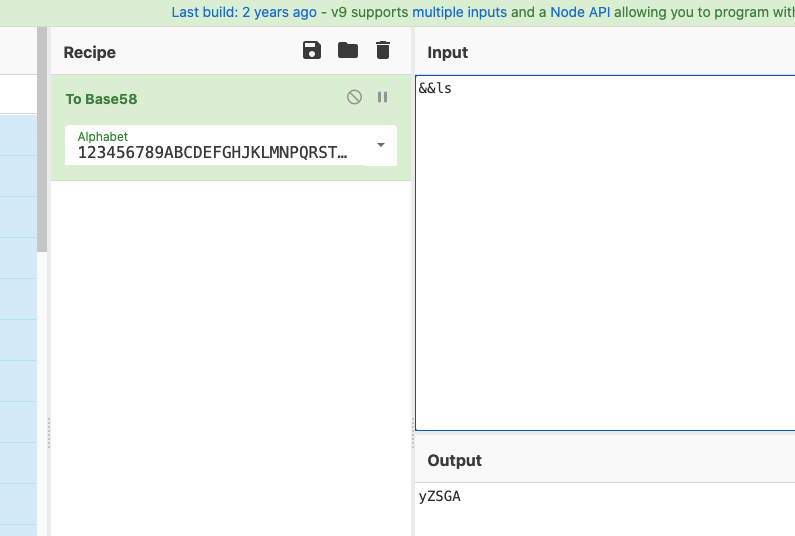 Last build: 2 years ago - v9 supports multiple inputs and a Node API allowing you to program with
Recipe
Input
To Base58
&&ls
Alphabet
123456789ABCDEFGHJKLMNPQRST…
Output
yZSGA